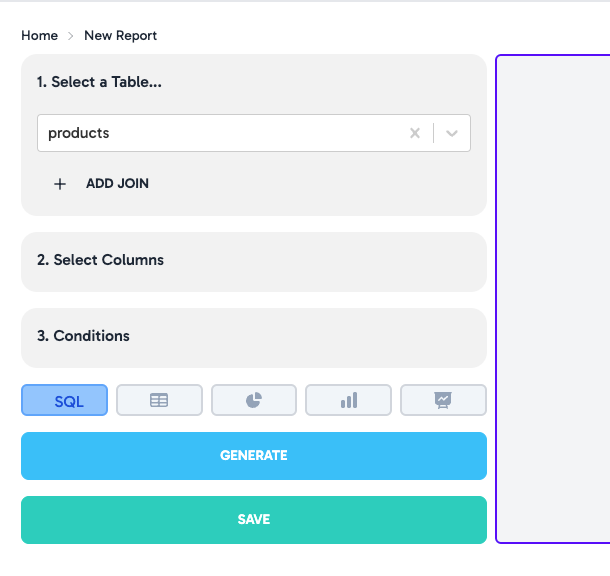 Home > New Report
1. Select a Table...
products
ADD JOIN
2. Select Columns
3. Conditions
SQL
GENERATE
SAVE